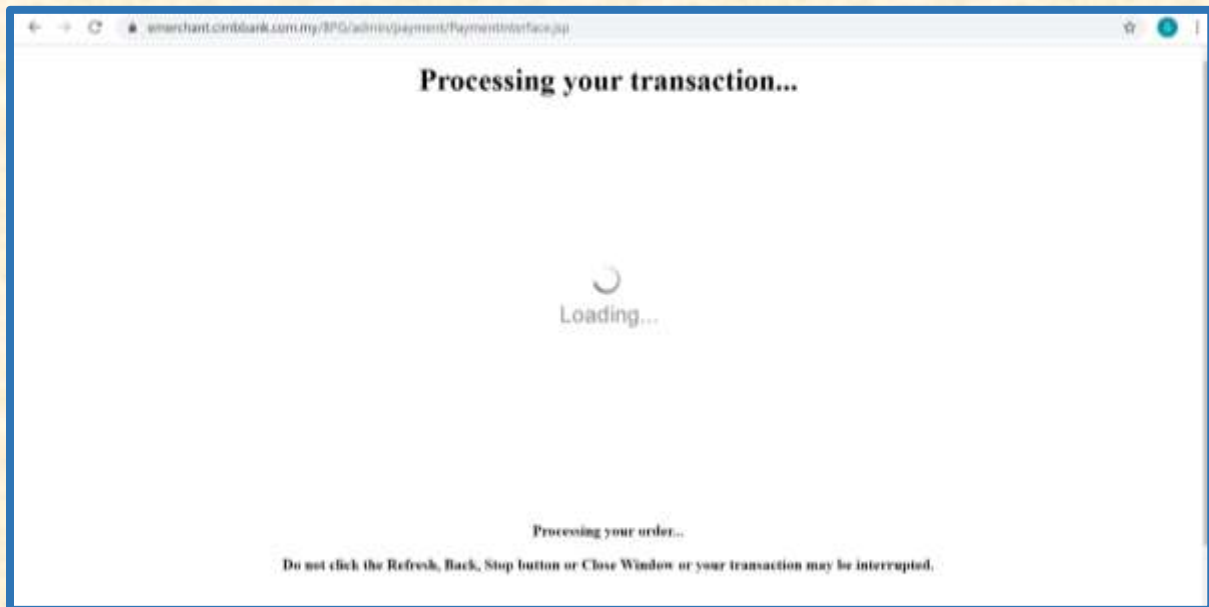 emerchant.cimbbank.com.my/BPG/admin/payment/PaymentInterface.jsp
Processing your transaction...
Loading...
Processing your order...
Do not click the Refresh, Back, Stop button or Close Window or your transaction may be interrupted.